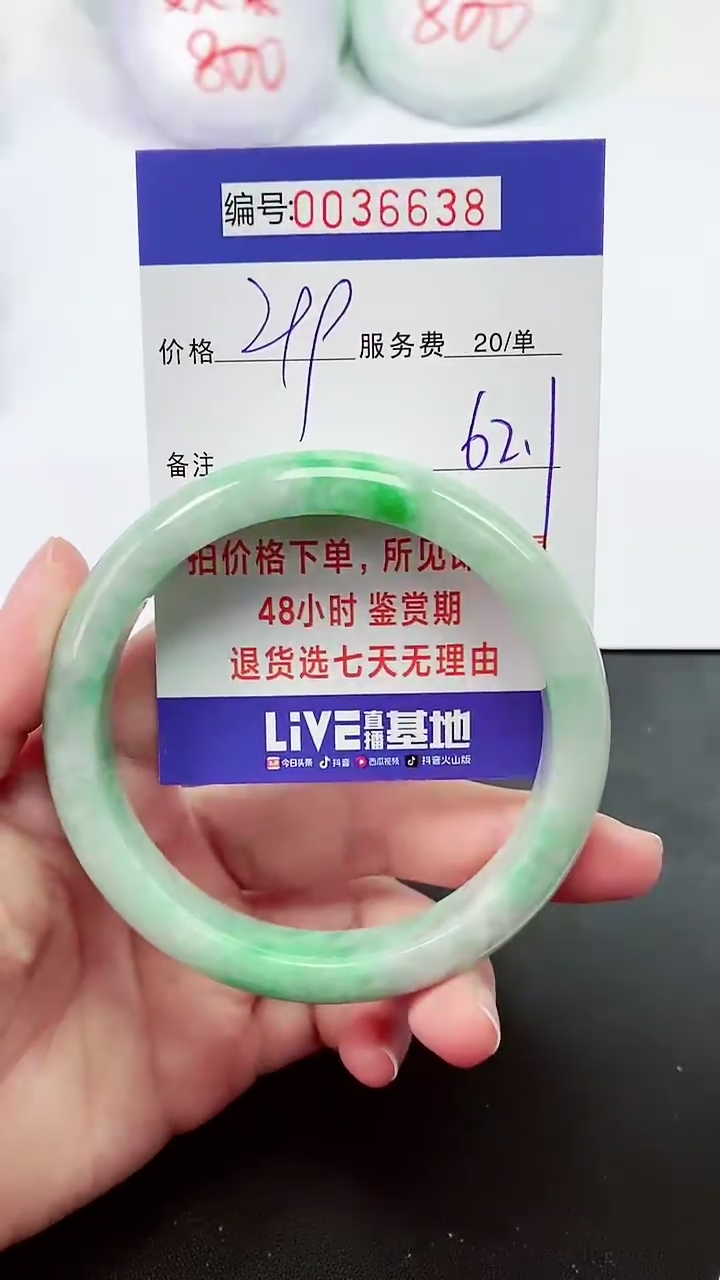 800
800
编号:0036638
价格 服务费 20/单
备注 62.1
拍价格下单，所见
48小时 鉴赏期
退货选七天无理由
LiVE直播基地
今日头条 抖音 西瓜视频 抖音火山版